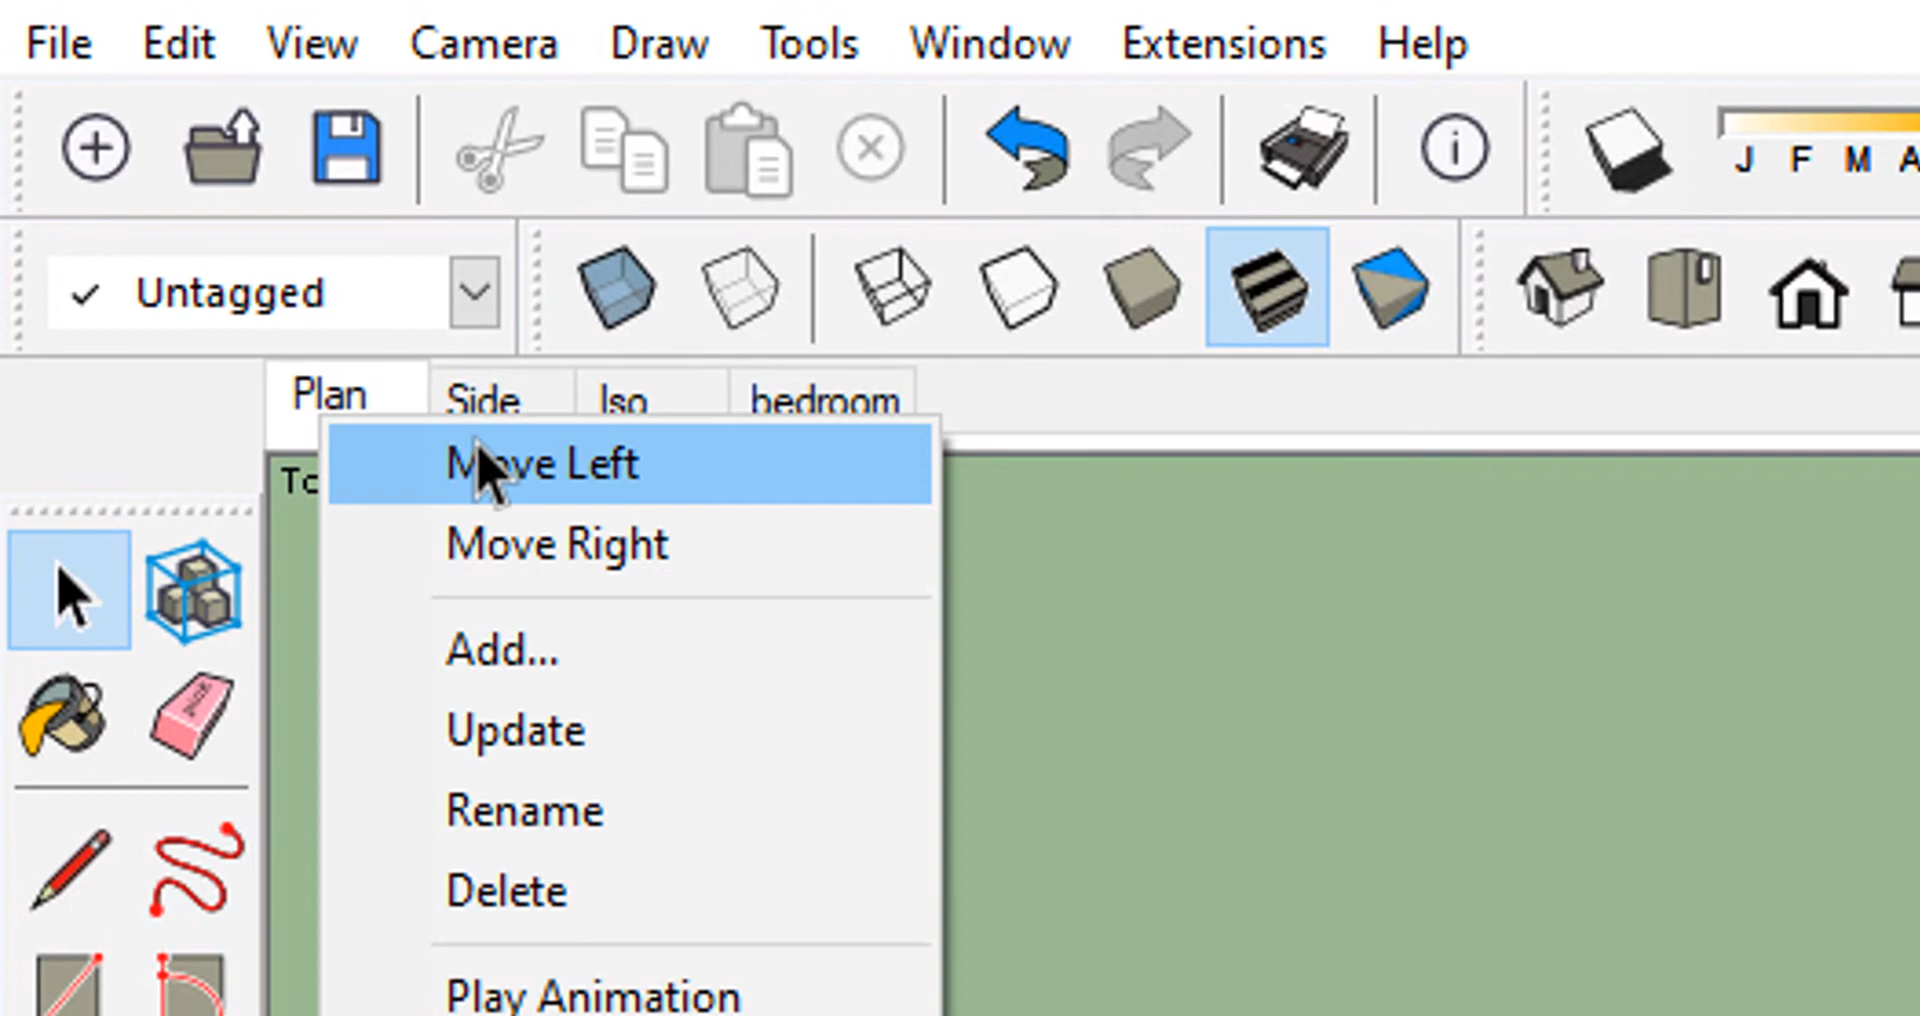 File Edit View Camera Draw Tools Window Extensions Help
J F M A
Untagged
Plan Side Iso bedroom
Move Left
Move Right
Add...
Update
Rename
Delete
Play Animation